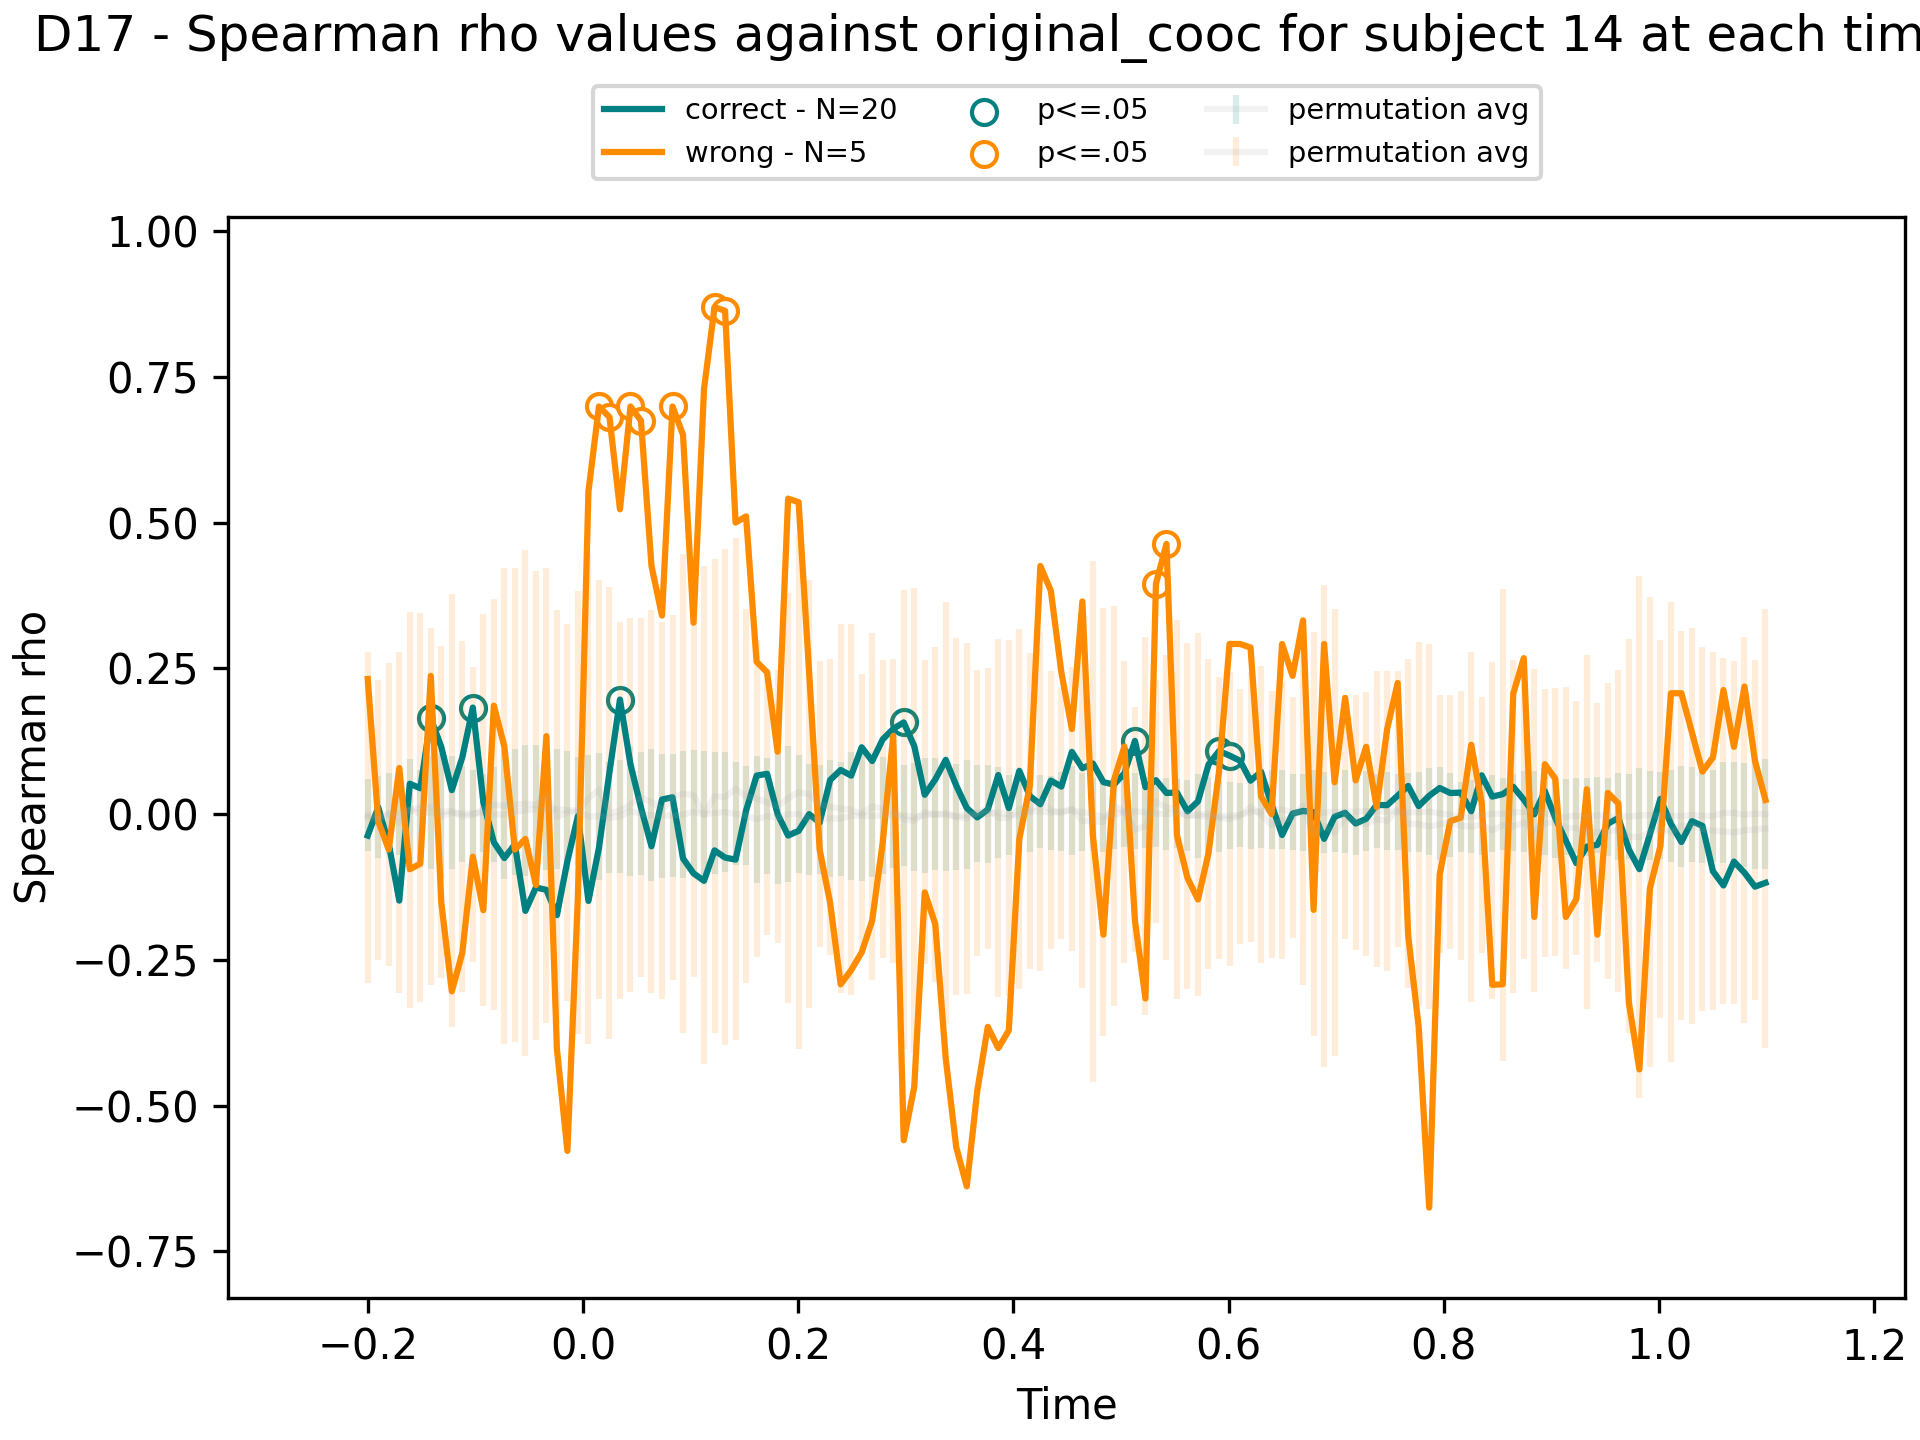 D17 - Spearman rho values against original_cooc for subject 14 at each tim
correct - N=20 p<=.05 permutation avg
wrong - N=5 p<=.05 permutation avg
1.00
0.75
0.50
0.25
0.00
−0.25
−0.50
−0.75
Spearman rho
−0.2 0.0 0.2 0.4 0.6 0.8 1.0 1.2
Time